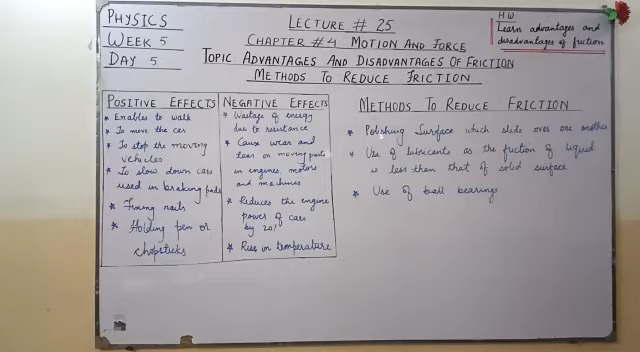 PHYSICS
WEEK 5
DAY 5
LECTURE # 25
CHAPTER #4 MOTION AND FORCE
TOPIC ADVANTAGES AND DISADVANTAGES OF FRICTION
METHODS TO REDUCE FRICTION
H.W
Learn advantages and
disadvantages of friction
POSITIVE EFFECTS
* Enables to walk
* To move the car
* To stop the moving
vehicles
* To slow down cars
used in braking pads
* Fixing nails
* Holding pen or
chopsticks
NEGATIVE EFFECTS
* Wastage of energy
due to resistance
* Cause wear and
tear on moving parts
in engines, motors
and machines
* Reduces the engine
power of cars
by 20%
* Rise in temperature
METHODS TO REDUCE FRICTION
* Polishing Surface which slide over one another
* Use of lubricants as the friction of liquid
is less than that of solid surface
* Use of ball bearings